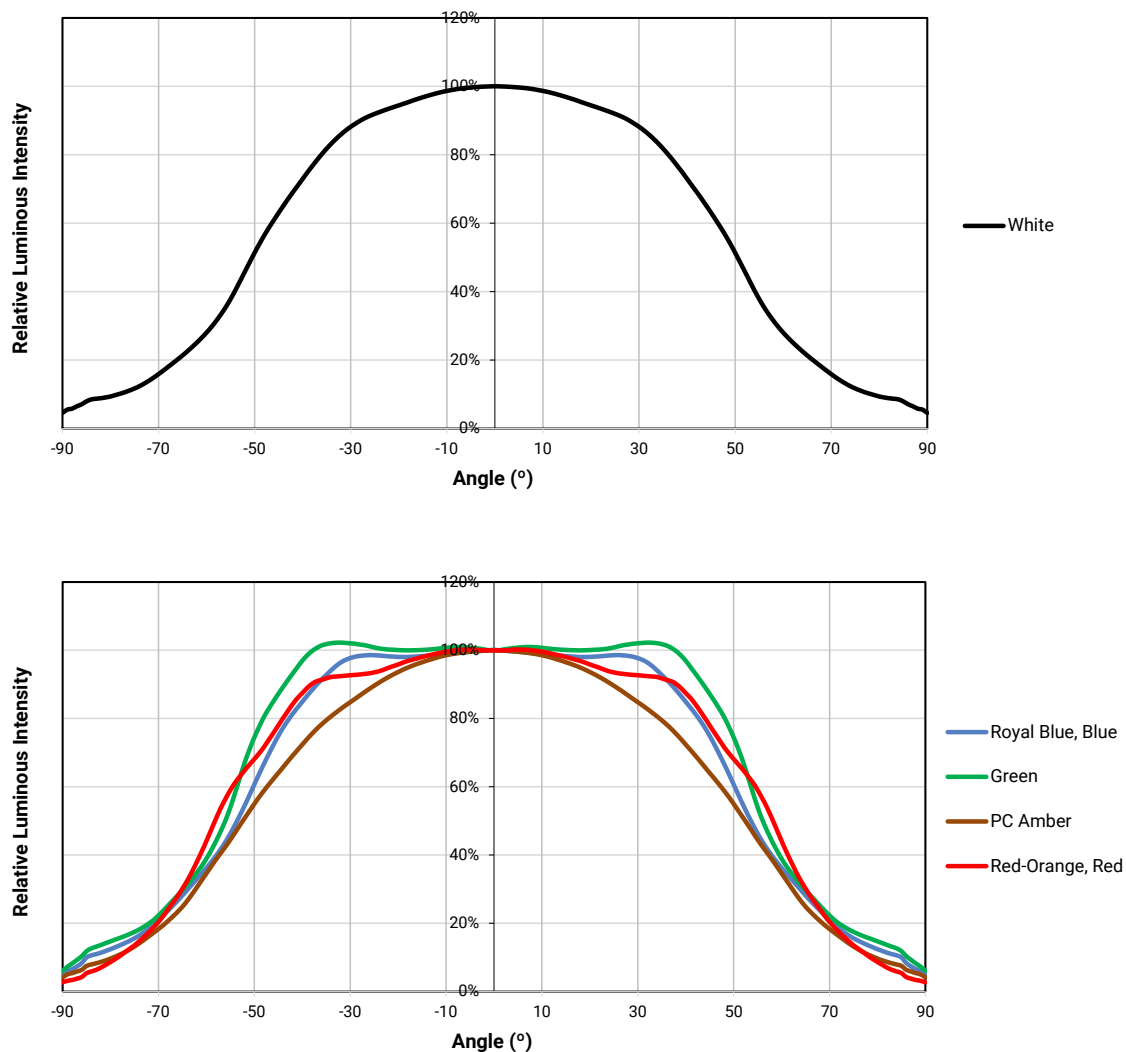 120%
100%
80%
60%
40%
20%
0%
-90 -70 -50 -30 -10 10 30 50 70 90
Relative Luminous Intensity
Angle (º)
White
120%
100%
80%
60%
40%
20%
0%
-90 -70 -50 -30 -10 10 30 50 70 90
Relative Luminous Intensity
Angle (º)
Royal Blue, Blue
Green
PC Amber
Red-Orange, Red